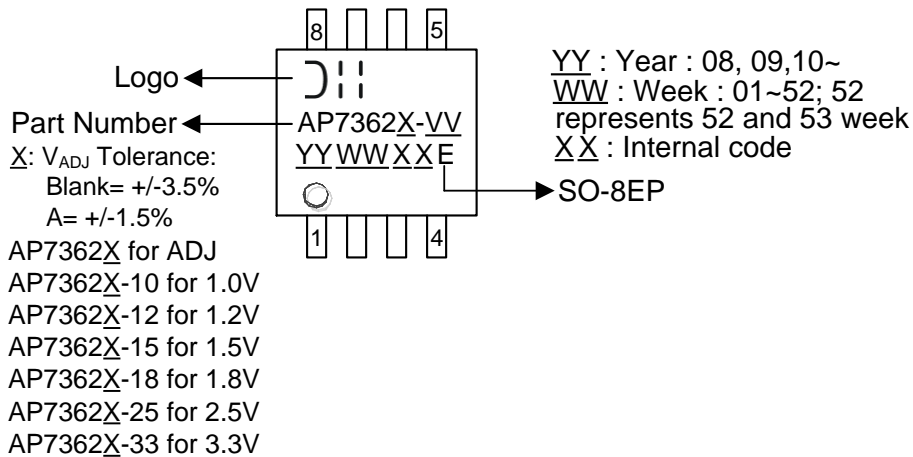 8 5
Logo
Part Number
AP7362X-VV
YY WW X X E
1 4
X: VADJ Tolerance:
Blank= +/-3.5%
A= +/-1.5%
AP7362X for ADJ
AP7362X-10 for 1.0V
AP7362X-12 for 1.2V
AP7362X-15 for 1.5V
AP7362X-18 for 1.8V
AP7362X-25 for 2.5V
AP7362X-33 for 3.3V
YY : Year : 08, 09,10~
WW : Week : 01~52; 52
represents 52 and 53 week
X X : Internal code
SO-8EP